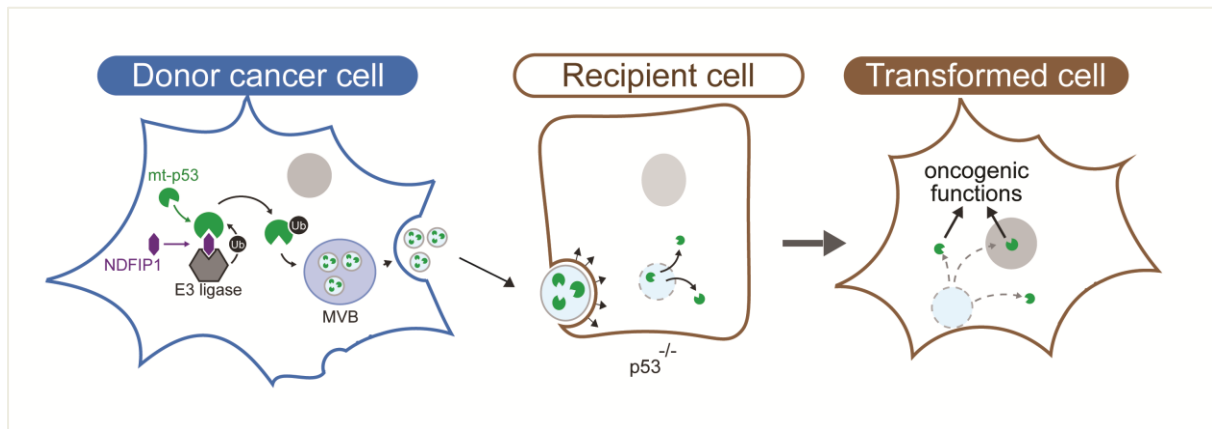 Donor cancer cell
mt-p53
NDFIP1
E3 ligase
Ub
Ub
MVB
Recipient cell
p53-/-
Transformed cell
oncogenic
functions